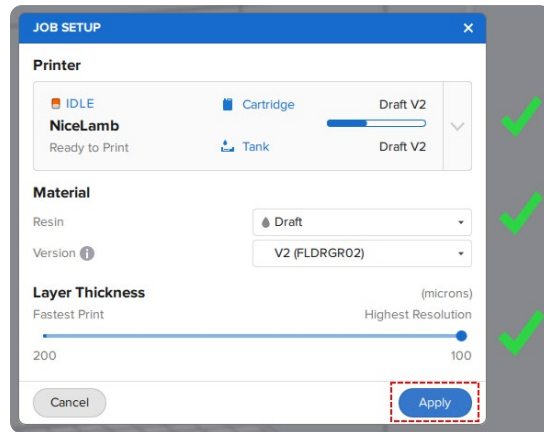 JOB SETUP
Printer
IDLE Cartridge Draft V2
NiceLamb
Ready to Print Tank Draft V2
Material
Resin Draft
Version V2 (FLDRGR02)
Layer Thickness (microns)
Fastest Print Highest Resolution
200 100
Cancel Apply